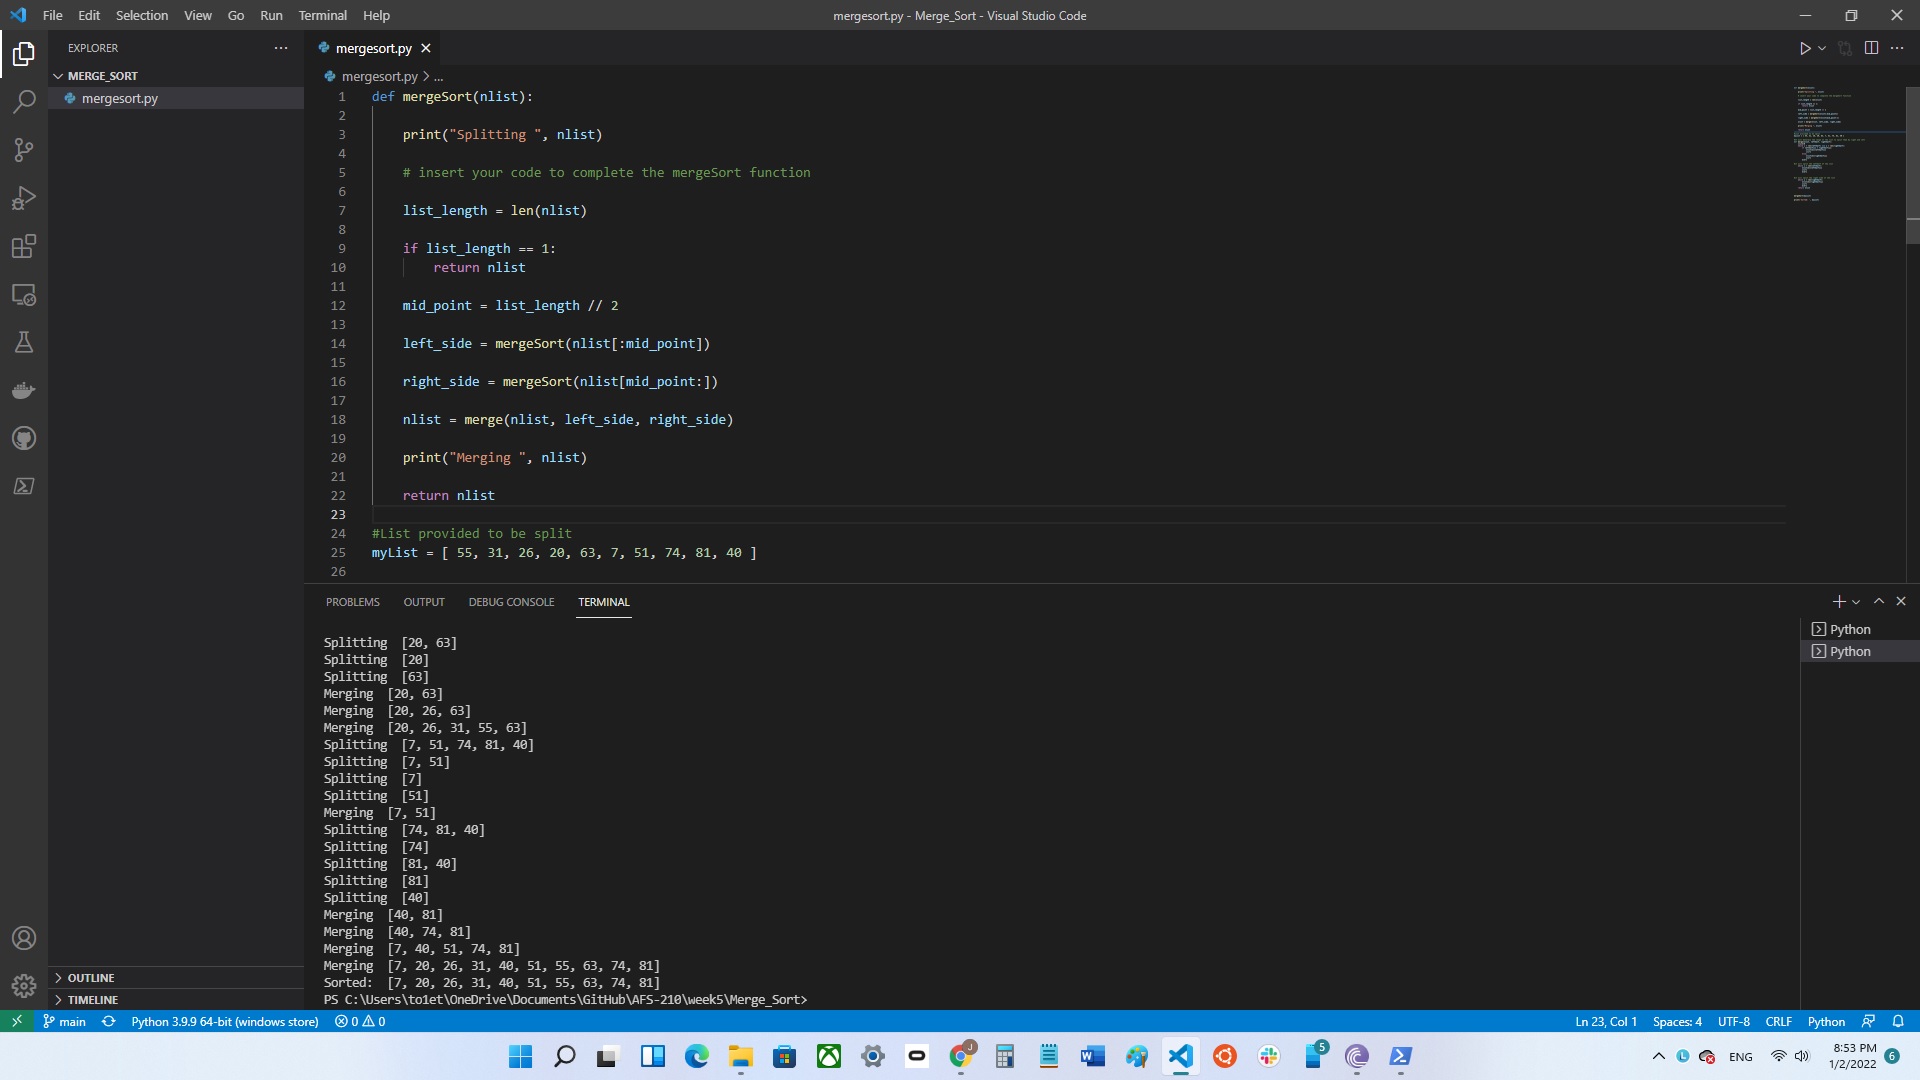 File Edit Selection View Go Run Terminal Help
mergesort.py - Merge_Sort - Visual Studio Code
EXPLORER
MERGE_SORT
mergesort.py
OUTLINE
TIMELINE
mergesort.py
mergesort.py > ...
1 def mergeSort(nlist):
2
3 print("Splitting ", nlist)
4
5 # insert your code to complete the mergeSort function
6
7 list_length = len(nlist)
8
9 if list_length == 1:
10 return nlist
11
12 mid_point = list_length // 2
13
14 left_side = mergeSort(nlist[:mid_point])
15
16 right_side = mergeSort(nlist[mid_point:])
17
18 nlist = merge(nlist, left_side, right_side)
19
20 print("Merging ", nlist)
21
22 return nlist
23
24 #List provided to be split
25 myList = [ 55, 31, 26, 20, 63, 7, 51, 74, 81, 40 ]
26
PROBLEMS OUTPUT DEBUG CONSOLE TERMINAL
Splitting  [20, 63]
Splitting  [20]
Splitting  [63]
Merging  [20, 63]
Merging  [20, 26, 63]
Merging  [20, 26, 31, 55, 63]
Splitting  [7, 51, 74, 81, 40]
Splitting  [7, 51]
Splitting  [7]
Splitting  [51]
Merging  [7, 51]
Splitting  [74, 81, 40]
Splitting  [74]
Splitting  [81, 40]
Splitting  [81]
Splitting  [40]
Merging  [40, 81]
Merging  [40, 74, 81]
Merging  [7, 40, 51, 74, 81]
Merging  [7, 20, 26, 31, 40, 51, 55, 63, 74, 81]
Sorted:  [7, 20, 26, 31, 40, 51, 55, 63, 74, 81]
PS C:\Users\to1et\OneDrive\Documents\GitHub\AFS-210\week5\Merge_Sort>
Python
Python
main Python 3.9.9 64-bit (windows store) 0 0
Ln 23, Col 1 Spaces: 4 UTF-8 CRLF Python
J
5
ENG
8:53 PM
1/2/2022
6